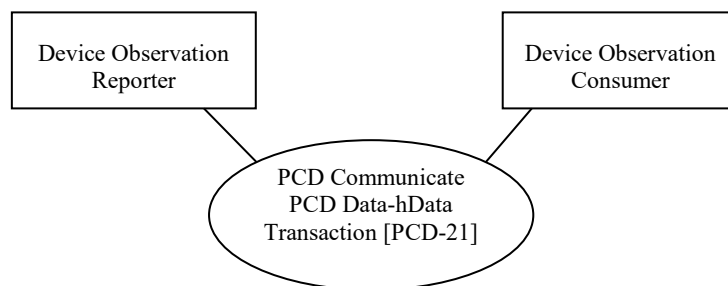 Device Observation
Reporter
Device Observation
Consumer
PCD Communicate
PCD Data-hData
Transaction [PCD-21]